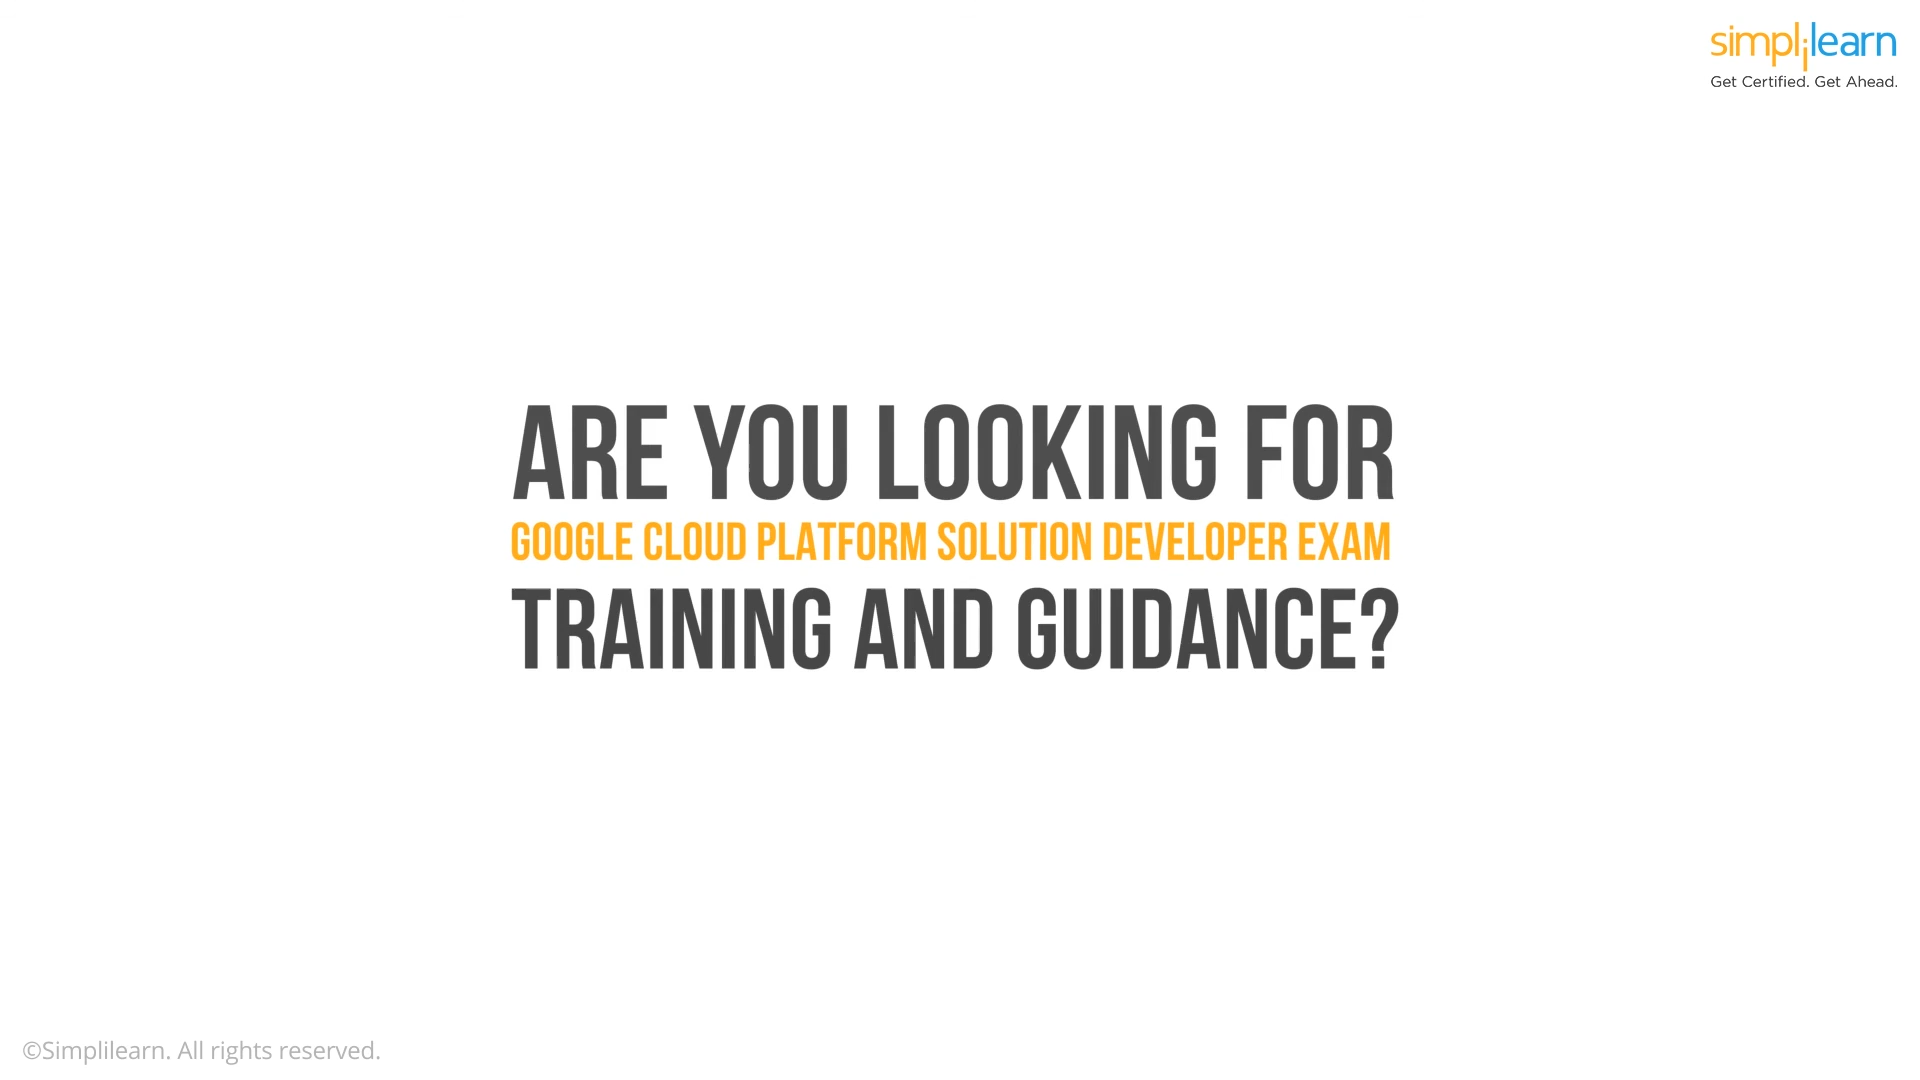 simplilearn
Get Certified. Get Ahead.
ARE YOU LOOKING FOR
GOOGLE CLOUD PLATFORM SOLUTION DEVELOPER EXAM
TRAINING AND GUIDANCE?
©Simplilearn. All rights reserved.